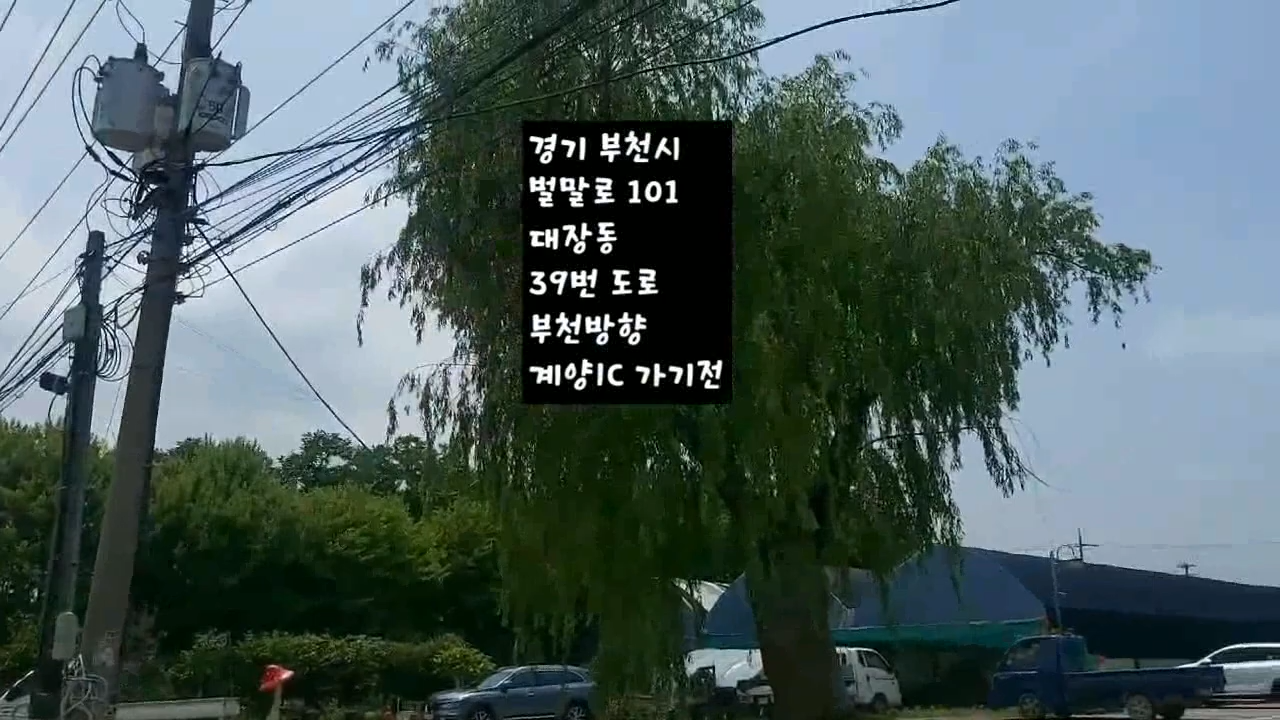 경기 부천시
벌말로 101
대장동
39번 도로
부천방향
계양IC 가기전